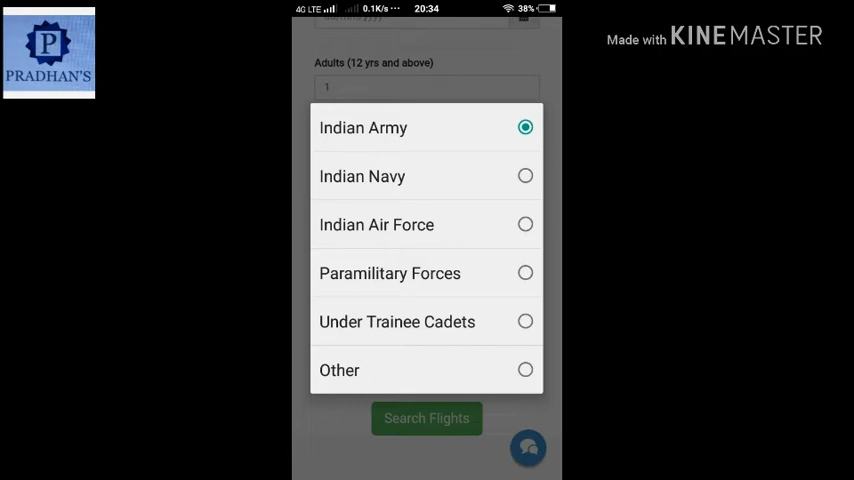 P
PRADHAN'S
4G LTE
0.1K/s
20:34
38%
Made with KINEMASTER
Adults (12 yrs and above)
1
Indian Army
Indian Navy
Indian Air Force
Paramilitary Forces
Under Trainee Cadets
Other
Search Flights